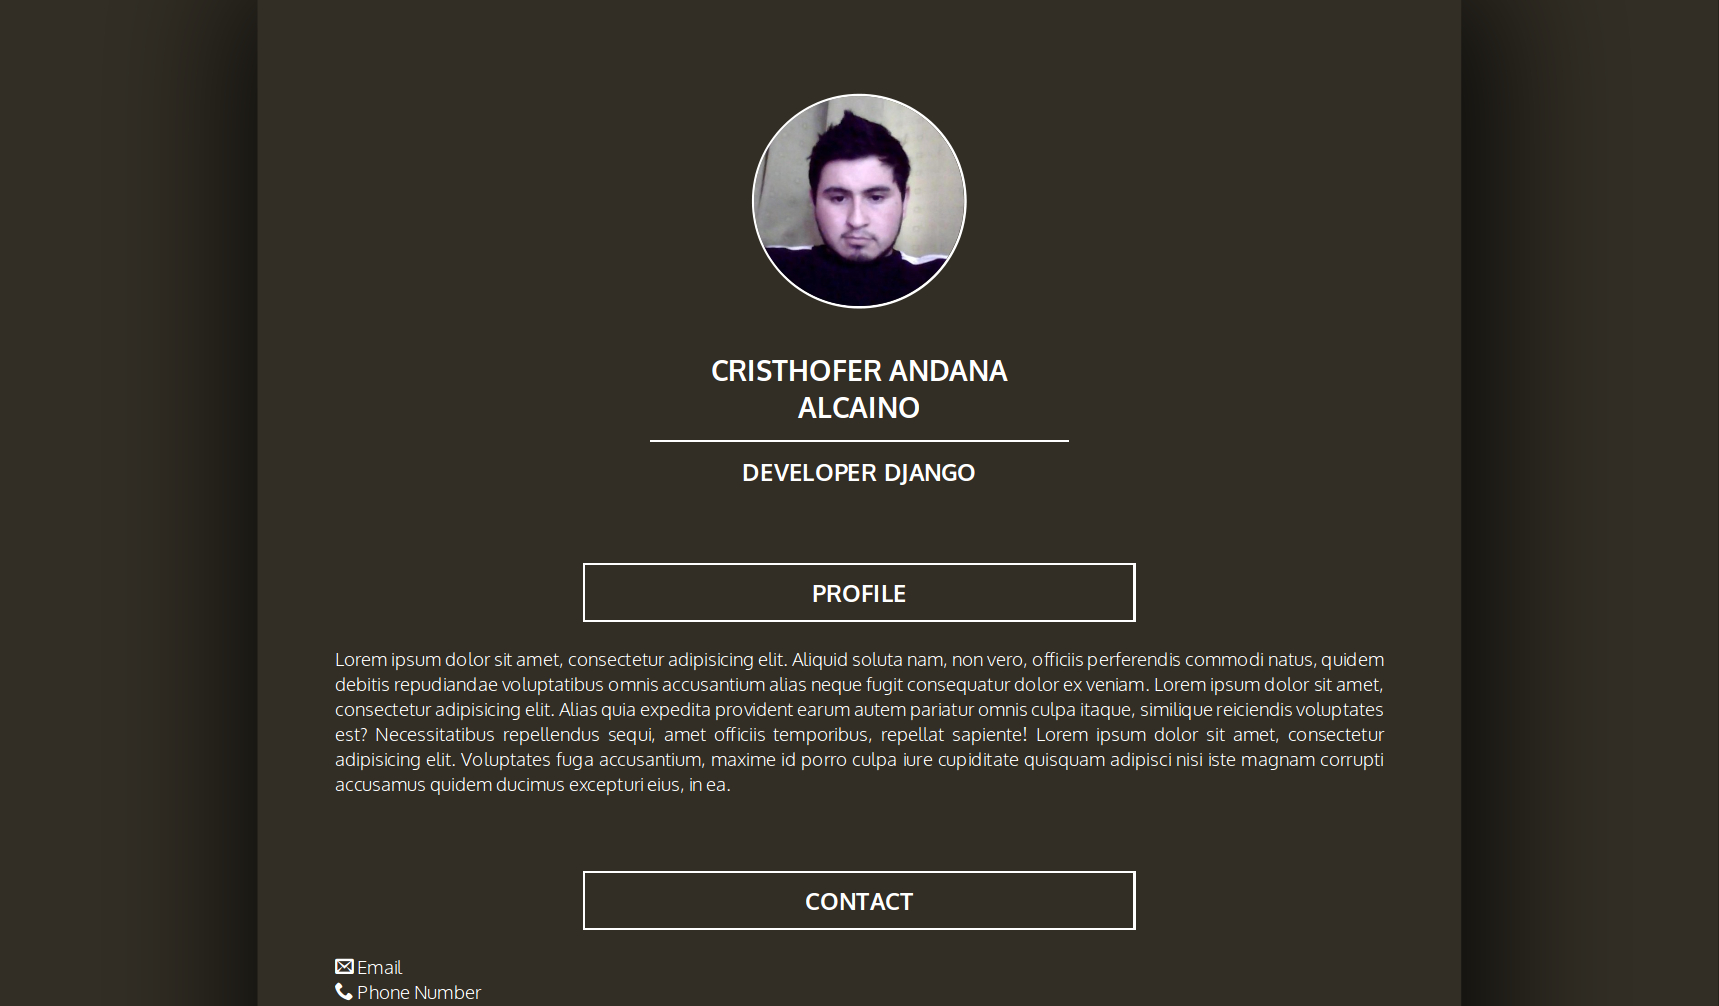 CRISTHOFER ANDANA
ALCAINO
DEVELOPER DJANGO
PROFILE
Lorem ipsum dolor sit amet, consectetur adipisicing elit. Aliquid soluta nam, non vero, officiis perferendis commodi natus, quidem
debitis repudiandae voluptatibus omnis accusantium alias neque fugit consequatur dolor ex veniam. Lorem ipsum dolor sit amet,
consectetur adipisicing elit. Alias quia expedita provident earum autem pariatur omnis culpa itaque, similique reiciendis voluptates
est? Necessitatibus repellendus sequi, amet officiis temporibus, repellat sapiente! Lorem ipsum dolor sit amet, consectetur
adipisicing elit. Voluptates fuga accusantium, maxime id porro culpa iure cupiditate quisquam adipisci nisi iste magnam corrupti
accusamus quidem ducimus excepturi eius, in ea.
CONTACT
Email
Phone Number